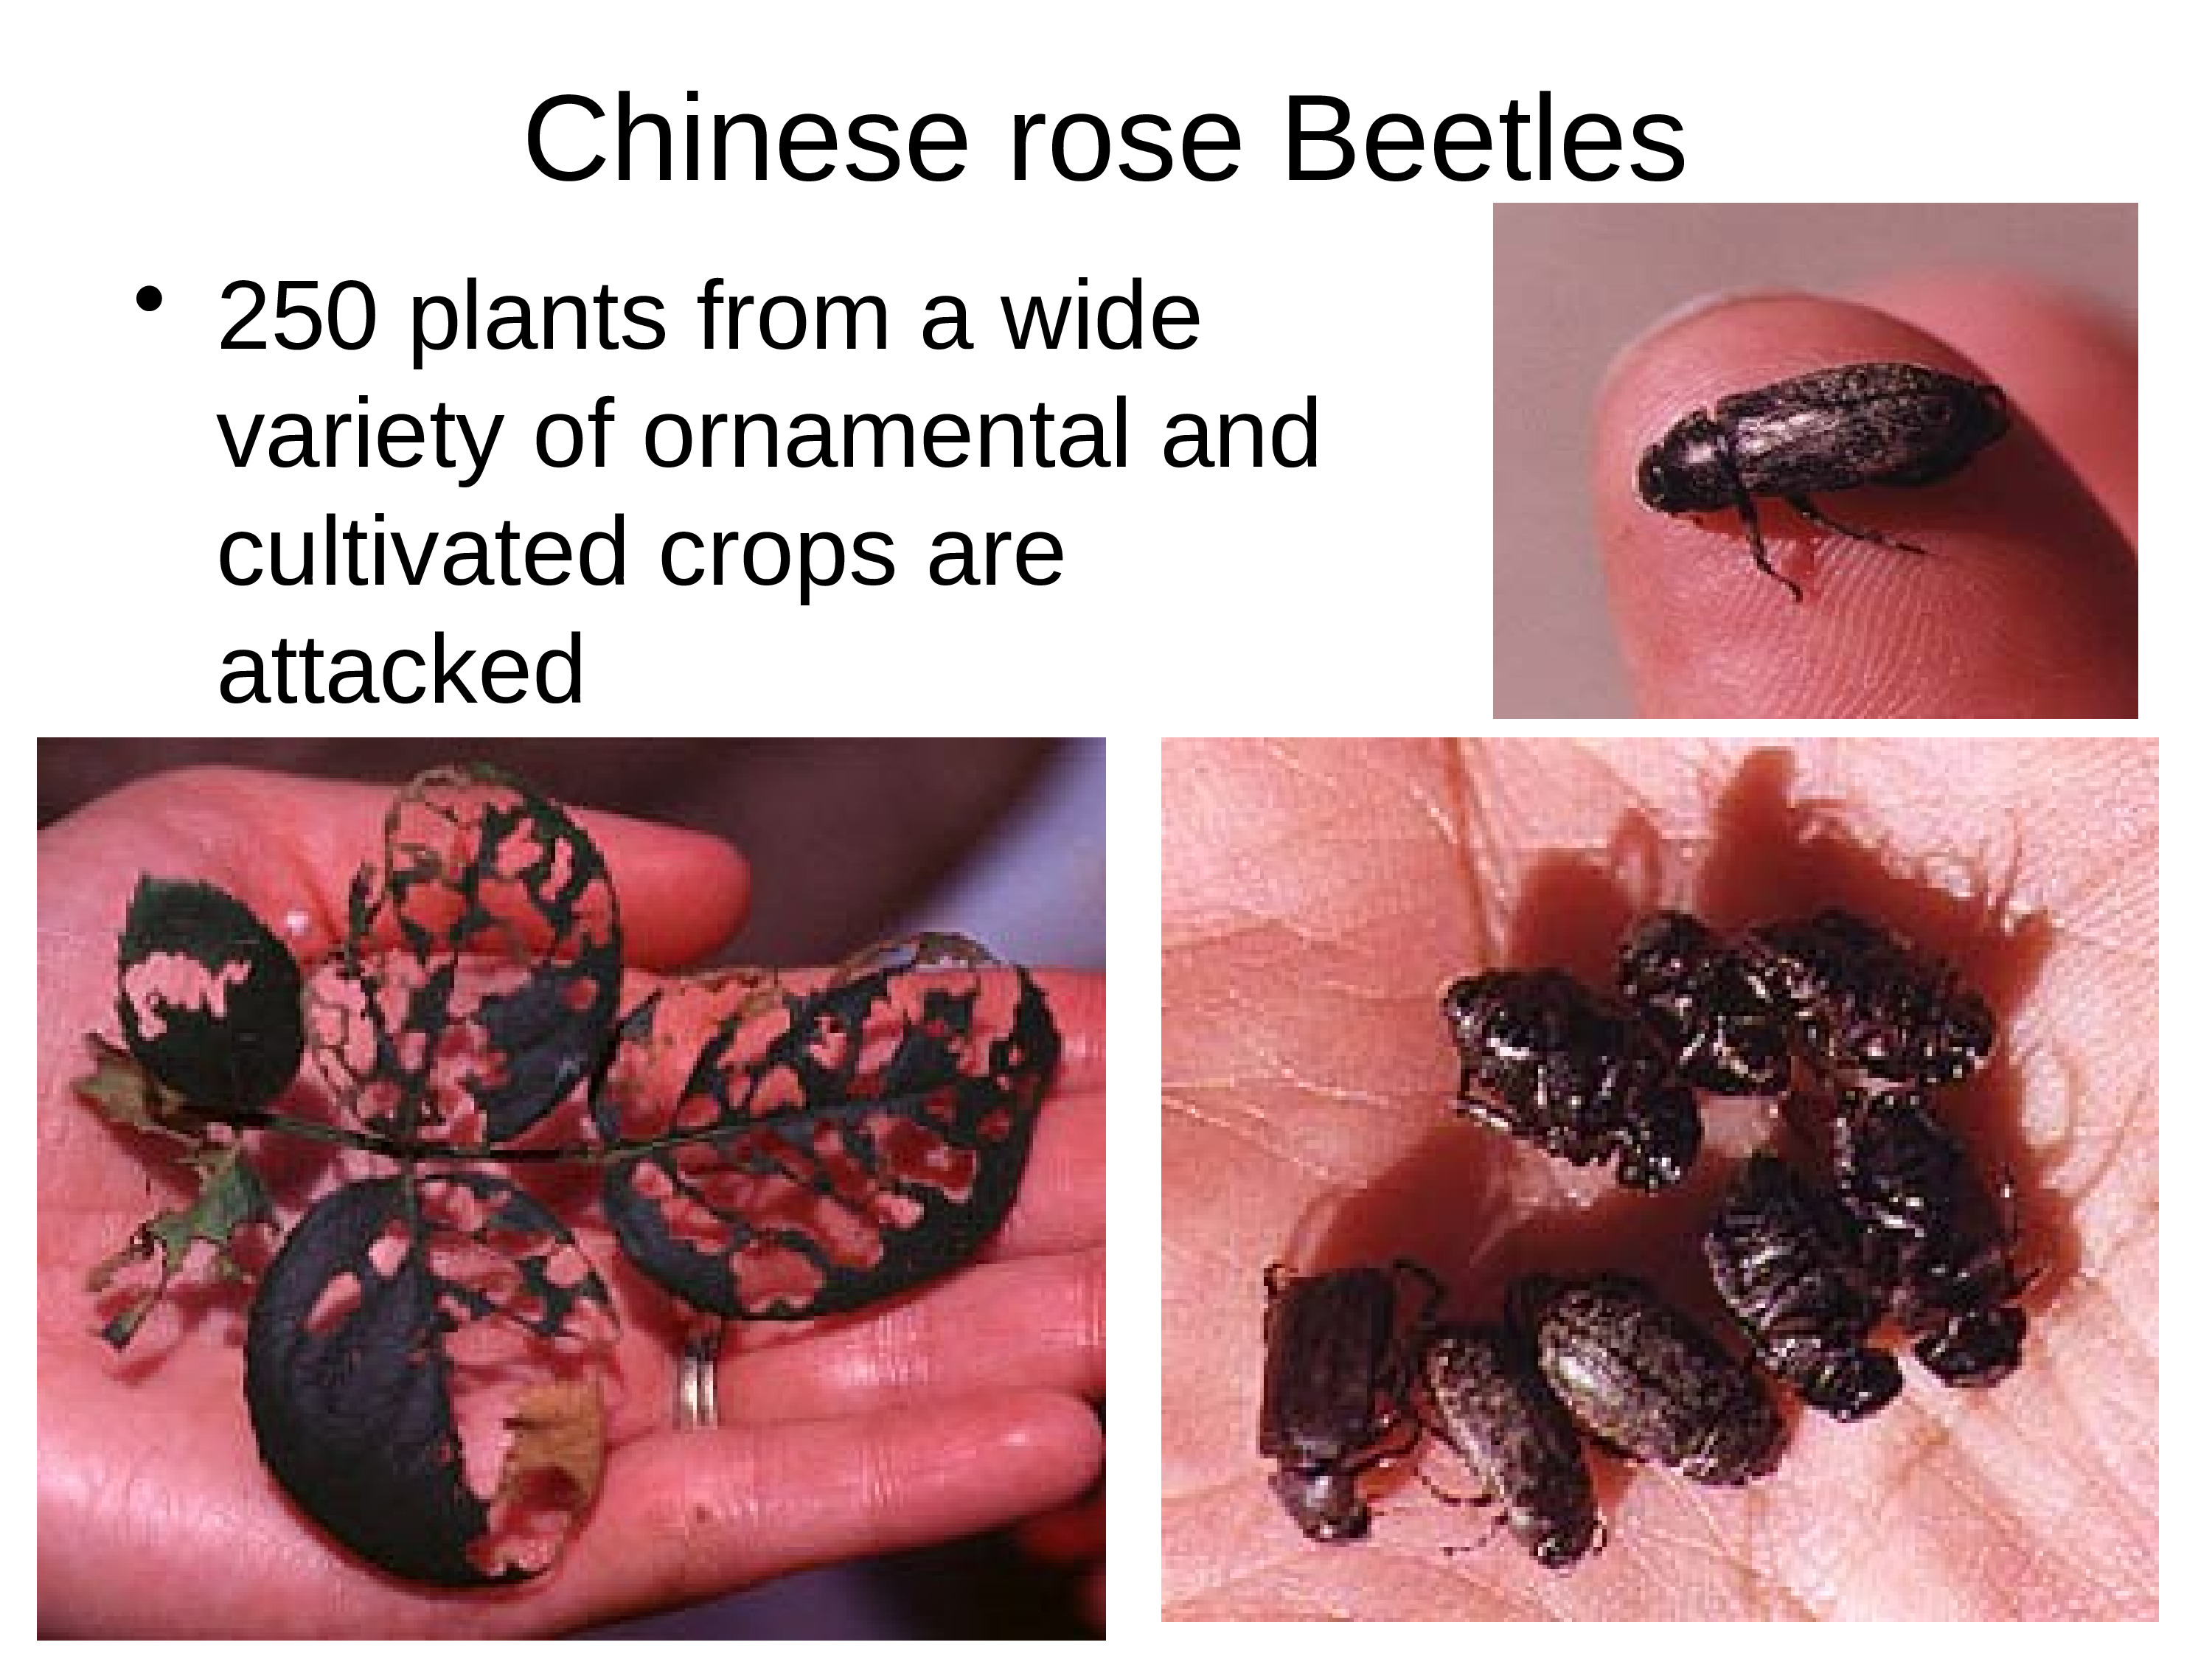 Chinese rose Beetles
• 250 plants from a wide
variety of ornamental and
cultivated crops are
attacked